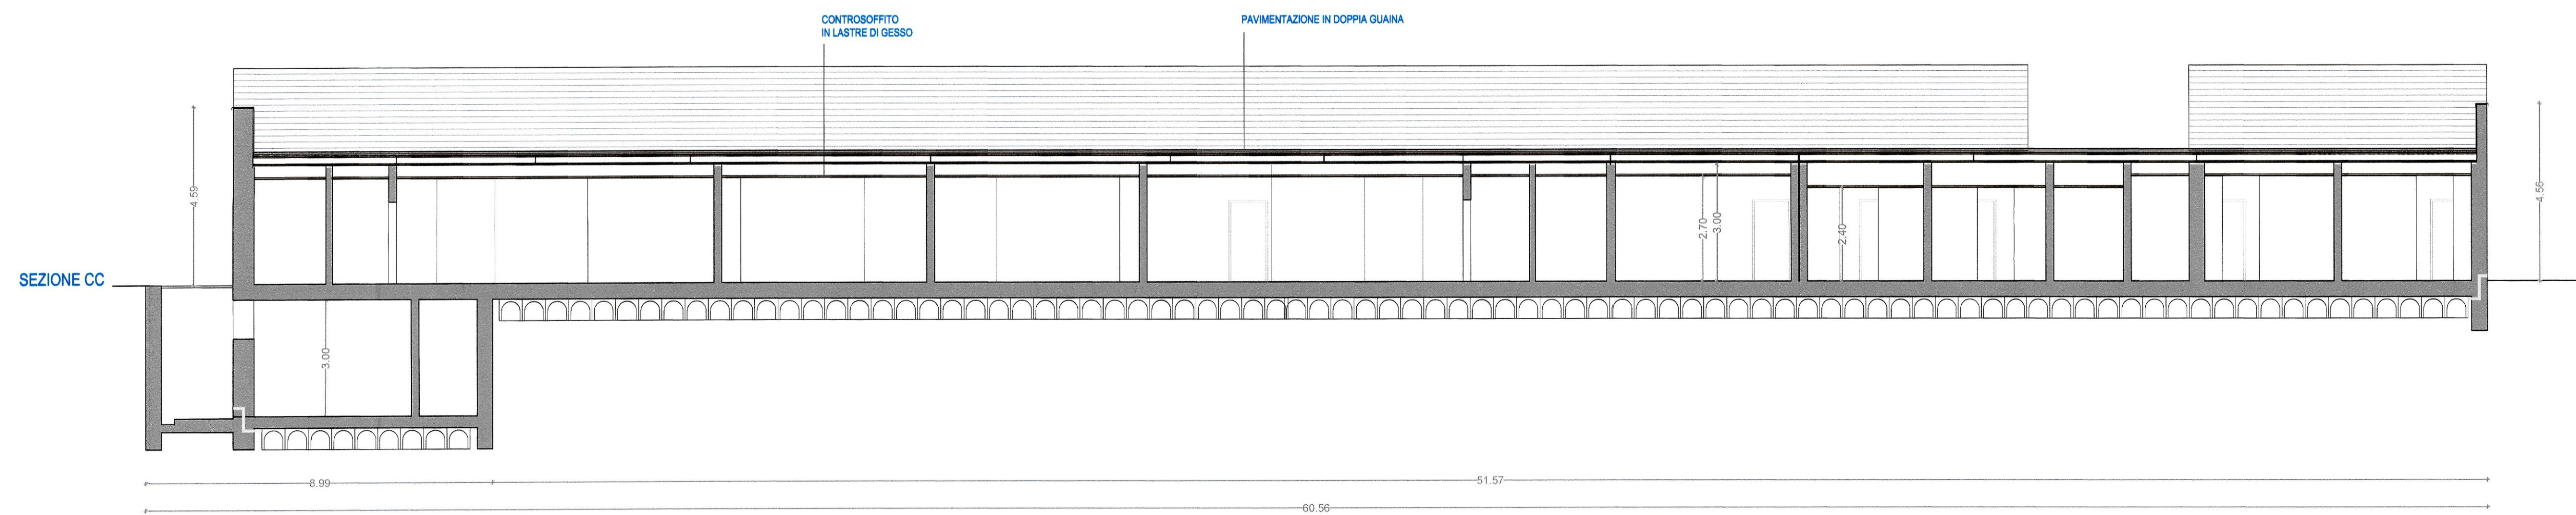 CONTROSOFFITO
IN LASTRE DI GESSO
PAVIMENTAZIONE IN DOPPIA GUAINA
4.59
4.56
2.70
3.00
2.40
SEZIONE CC
3.00
8.99
51.57
60.56